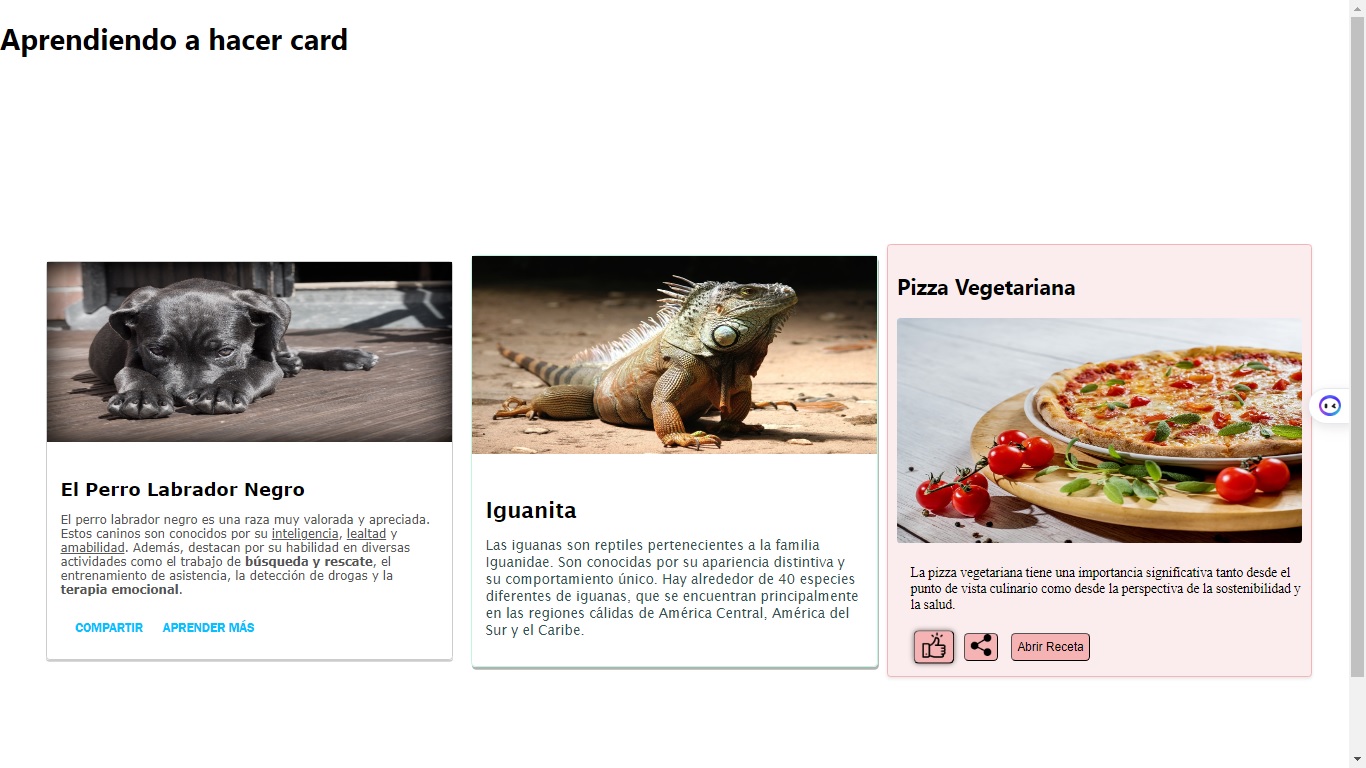 Aprendiendo a hacer card
El Perro Labrador Negro
El perro labrador negro es una raza muy valorada y apreciada.
Estos caninos son conocidos por su inteligencia, lealtad y
amabilidad. Además, destacan por su habilidad en diversas
actividades como el trabajo de búsqueda y rescate, el
entrenamiento de asistencia, la detección de drogas y la
terapia emocional.
COMPARTIR APRENDER MÁS
Iguanita
Las iguanas son reptiles pertenecientes a la familia
Iguanidae. Son conocidas por su apariencia distintiva y
su comportamiento único. Hay alrededor de 40 especies
diferentes de iguanas, que se encuentran principalmente
en las regiones cálidas de América Central, América del
Sur y el Caribe.
Pizza Vegetariana
La pizza vegetariana tiene una importancia significativa tanto desde el
punto de vista culinario como desde la perspectiva de la sostenibilidad y
la salud.
Abrir Receta